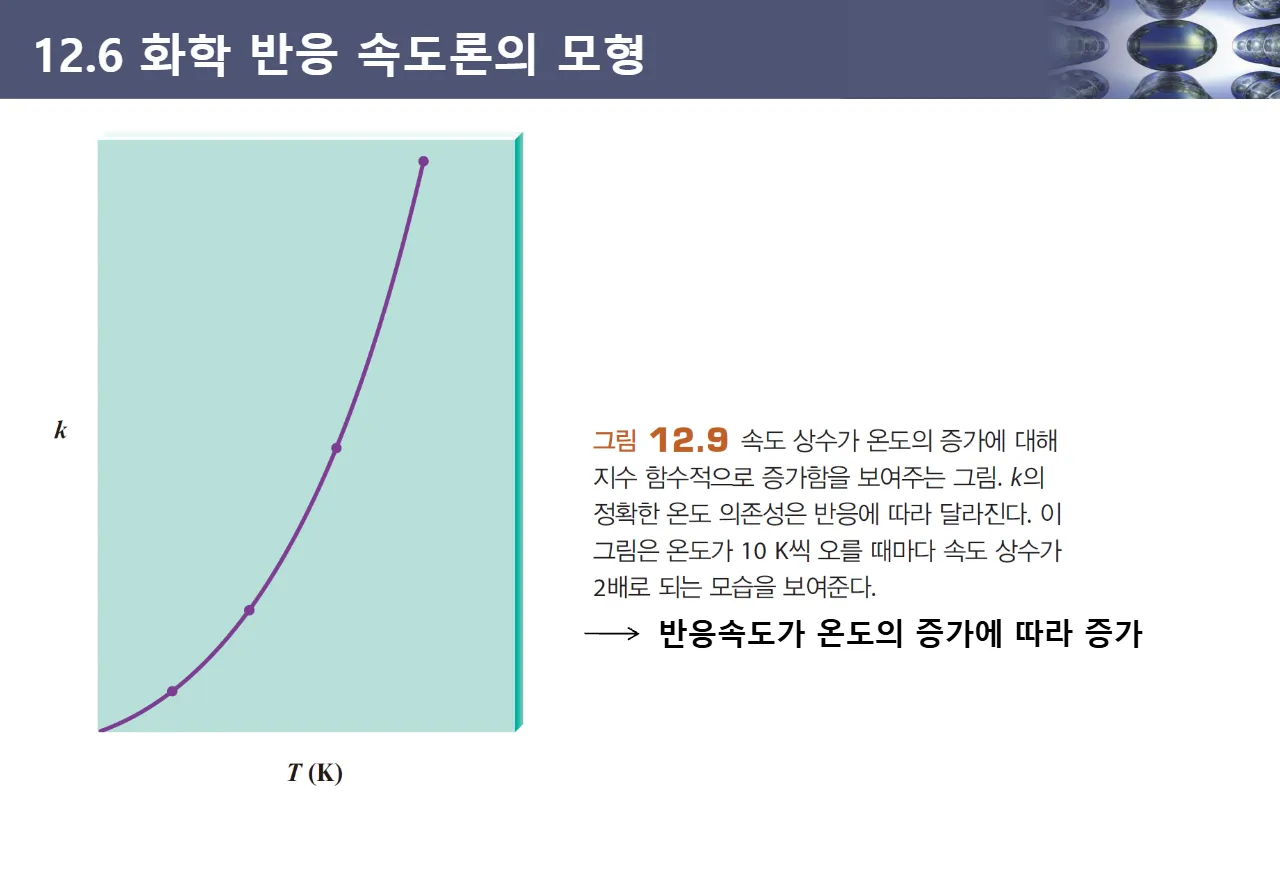 12.6 화학 반응 속도론의 모형
k
T (K)
그림 12.9 속도 상수가 온도의 증가에 대해
지수 함수적으로 증가함을 보여주는 그림. k의
정확한 온도 의존성은 반응에 따라 달라진다. 이
그림은 온도가 10 K씩 오를 때마다 속도 상수가
2배로 되는 모습을 보여준다.
→ 반응속도가 온도의 증가에 따라 증가